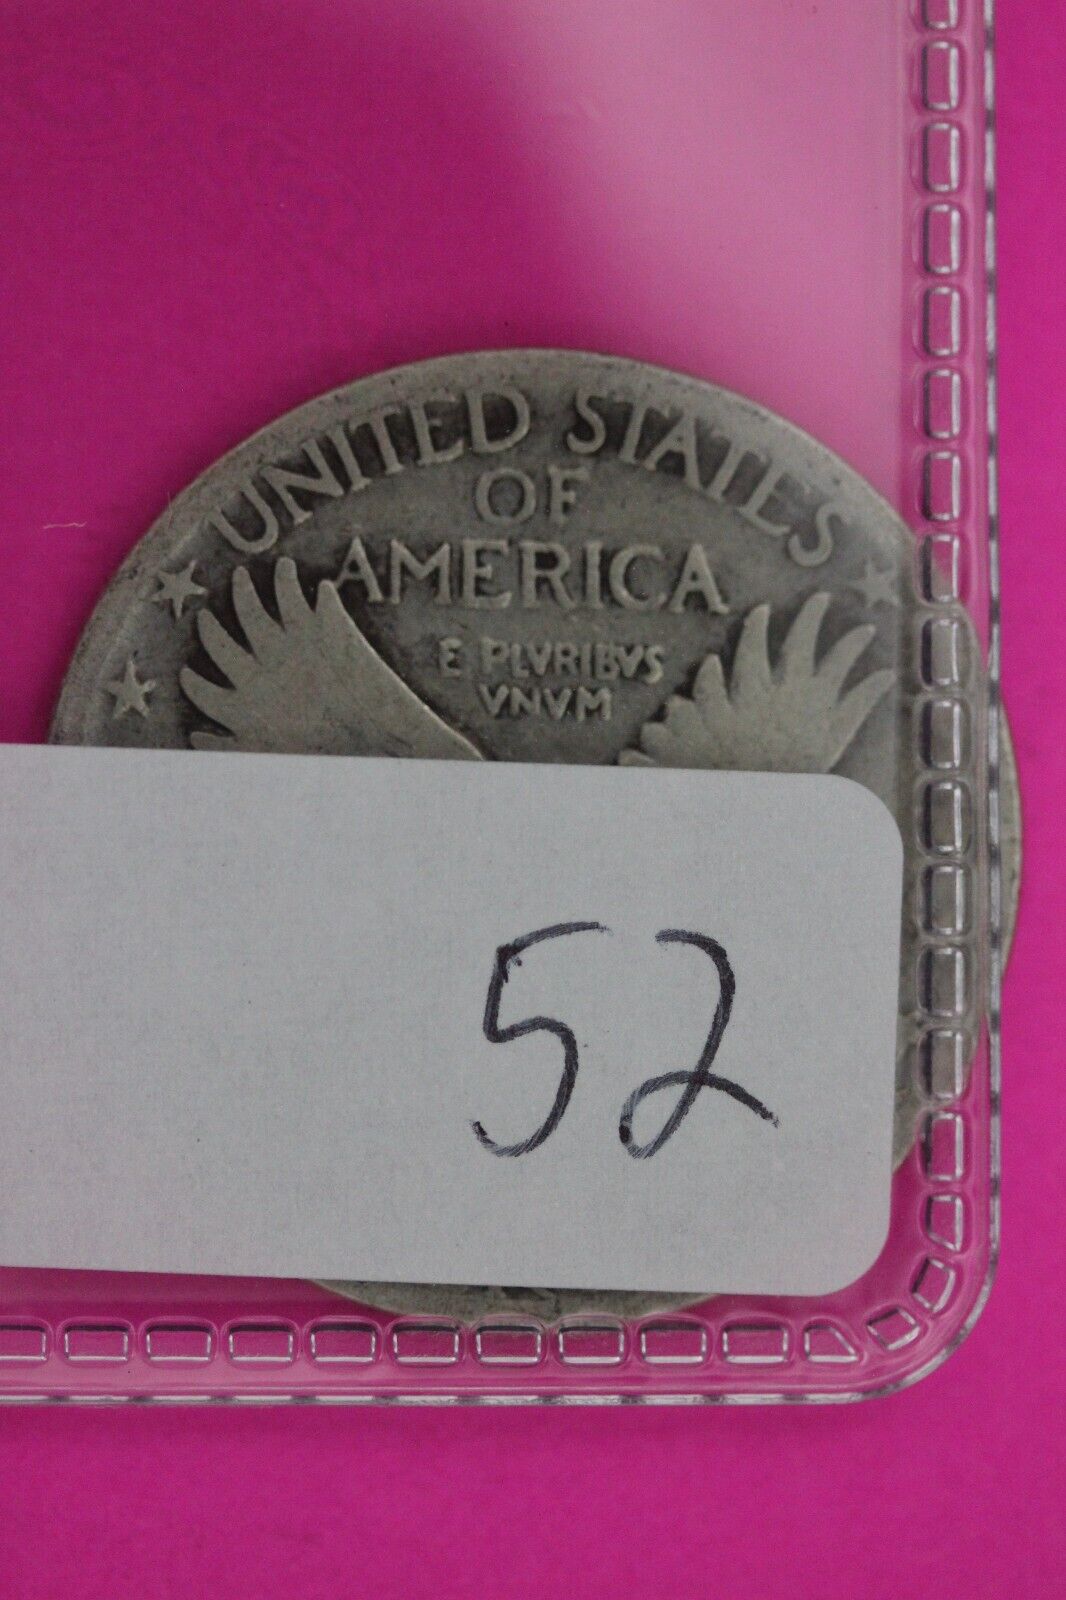 UNITED STATES
OF
AMERICA
E PLVRIBVS
VNVM
52